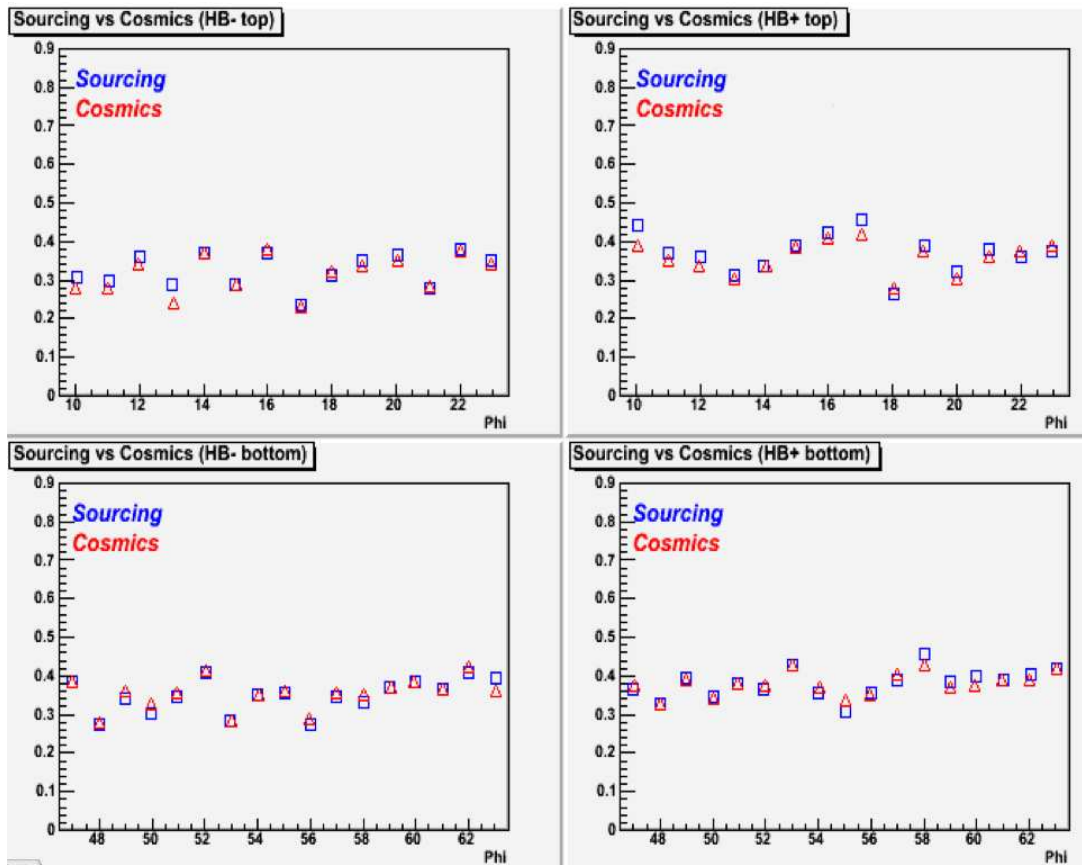 Sourcing vs Cosmics (HB- top)
0.9
0.8
0.7
0.6
0.5
0.4
0.3
0.2
0.1
0
Sourcing
Cosmics
10 12 14 16 18 20 22
Phi
Sourcing vs Cosmics (HB+ top)
0.9
0.8
0.7
0.6
0.5
0.4
0.3
0.2
0.1
0
Sourcing
Cosmics
10 12 14 16 18 20 22
Phi
Sourcing vs Cosmics (HB- bottom)
0.9
0.8
0.7
0.6
0.5
0.4
0.3
0.2
0.1
0
Sourcing
Cosmics
48 50 52 54 56 58 60 62
Phi
Sourcing vs Cosmics (HB+ bottom)
0.9
0.8
0.7
0.6
0.5
0.4
0.3
0.2
0.1
0
Sourcing
Cosmics
48 50 52 54 56 58 60 62
Phi